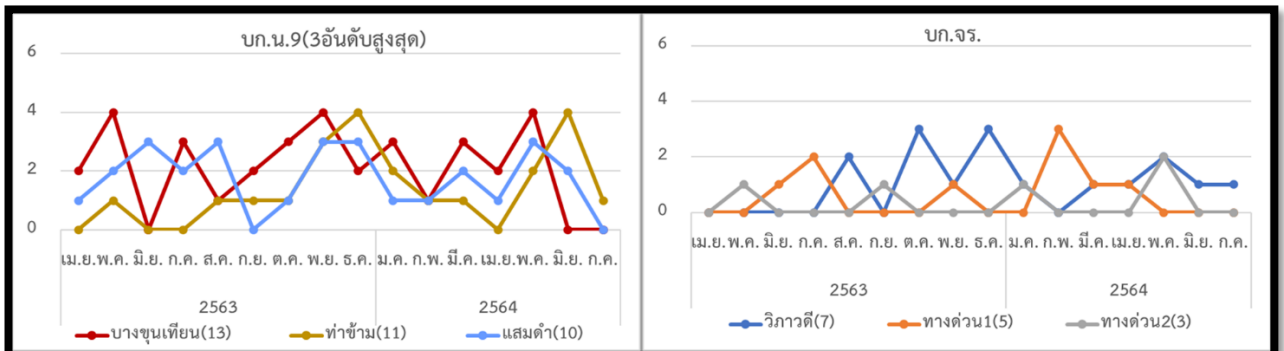 บก.น.9(3อันดับสูงสุด)
6
4
2
0
เม.ย. พ.ค. มิ.ย. ก.ค. ส.ค. ก.ย. ต.ค. พ.ย. ธ.ค. ม.ค. ก.พ. มี.ค. เม.ย. พ.ค. มิ.ย. ก.ค.
2563 2564
บางขุนเทียน(13) ท่าข้าม(11) แสมดำ(10)
บก.จร.
6
4
2
0
เม.ย. พ.ค. มิ.ย. ก.ค. ส.ค. ก.ย. ต.ค. พ.ย. ธ.ค. ม.ค. ก.พ. มี.ค. เม.ย. พ.ค. มิ.ย. ก.ค.
2563 2564
วิภาวดี(7) ทางด่วน1(5) ทางด่วน2(3)